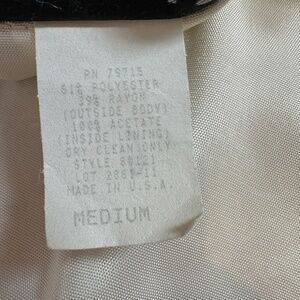 RN 79715
61% POLYESTER
39% RAYON
(OUTSIDE BODY)
100% ACETATE
(INSIDE LINING)
DRY CLEAN ONLY
STYLE 80121
LOT 2865-11
MADE IN U.S.A.
MEDIUM